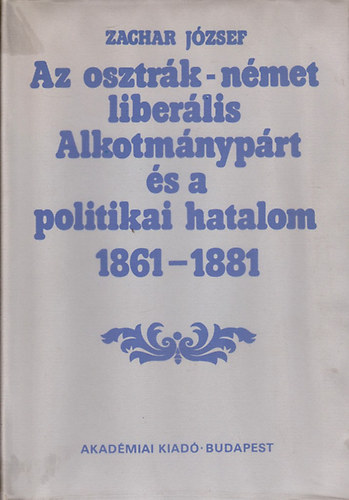 ZACHAR JÓZSEF
Az osztrák-német
liberális
Alkotmánypárt
és a
politikai hatalom
1861–1881
AKADÉMIAI KIADÓ·BUDAPEST